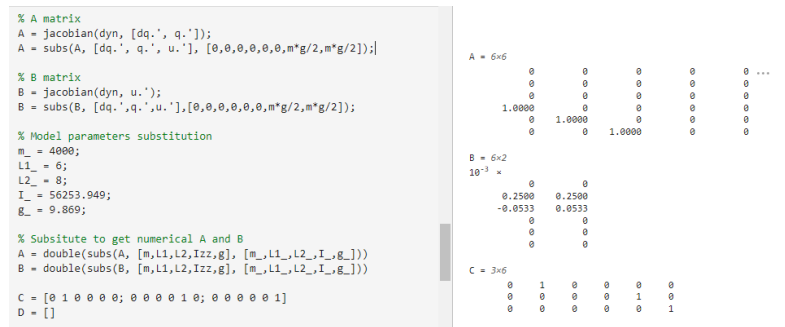 % A matrix
A = jacobian(dyn, [dq.', q.']);
A = subs(A, [dq.', q.', u.'], [0,0,0,0,0,0,m*g/2,m*g/2]);
% B matrix
B = jacobian(dyn, u.');
B = subs(B, [dq.',q.',u.'],[0,0,0,0,0,0,m*g/2,m*g/2]);
% Model parameters substitution
m_ = 4000;
L1_ = 6;
L2_ = 8;
I_ = 56253.949;
g_ = 9.869;
% Subsitute to get numerical A and B
A = double(subs(A, [m,L1,L2,Izz,g], [m_,L1_,L2_,I_,g_]))
B = double(subs(B, [m,L1,L2,Izz,g], [m_,L1_,L2_,I_,g_]))
C = [0 1 0 0 0 0; 0 0 0 0 1 0; 0 0 0 0 0 1]
D = []
A = 6×6
0 0 0 0 0 ...
0 0 0 0 0
0 0 0 0 0
1.0000 0 0 0 0
0 1.0000 0 0 0
0 0 1.0000 0 0
B = 6×2
10-3 ×
0 0
0.2500 0.2500
-0.0533 0.0533
0 0
0 0
0 0
C = 3×6
0 1 0 0 0 0
0 0 0 0 1 0
0 0 0 0 0 1